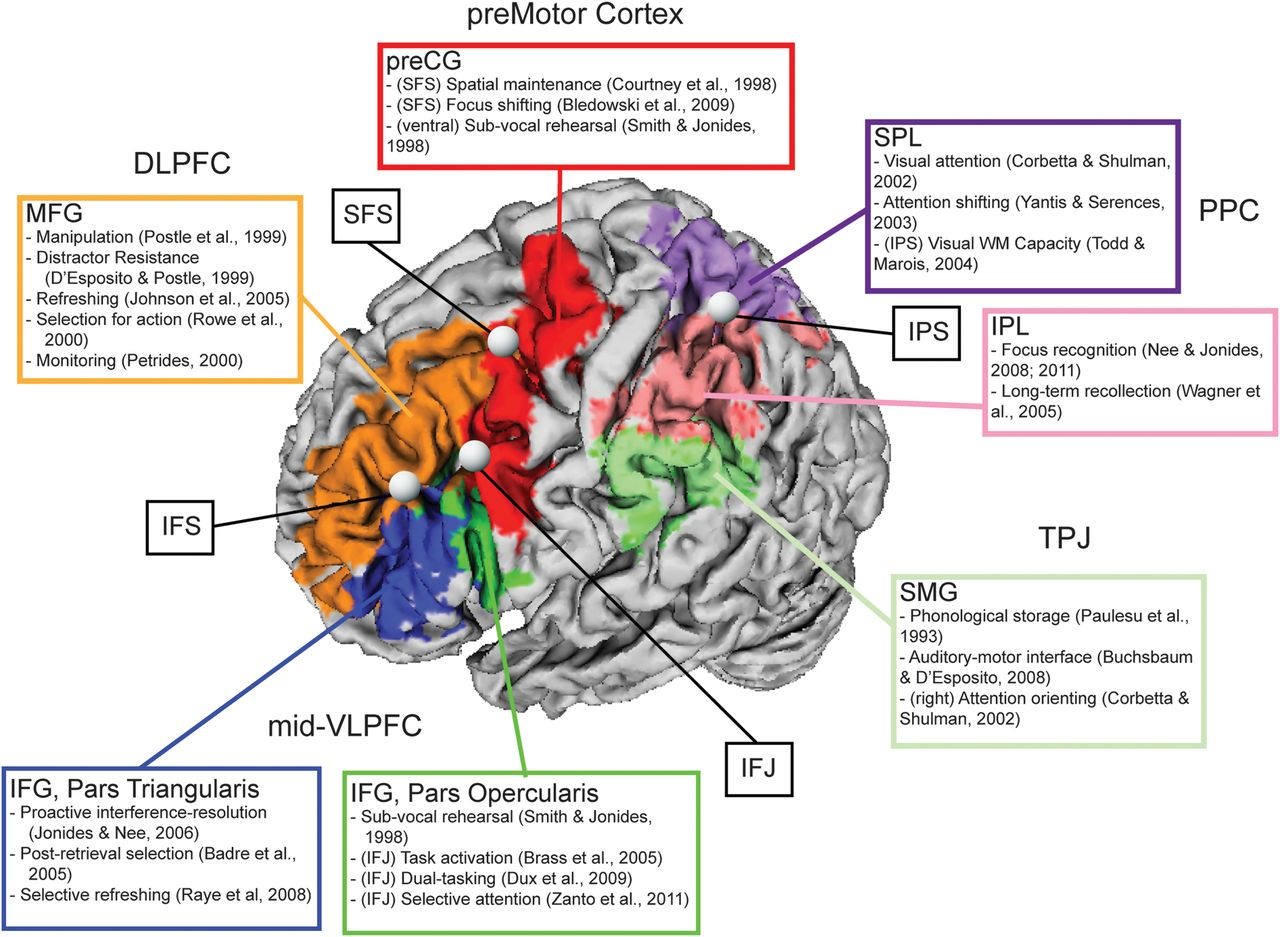 preMotor Cortex
preCG
- (SFS) Spatial maintenance (Courtney et al., 1998)
- (SFS) Focus shifting (Bledowski et al., 2009)
- (ventral) Sub-vocal rehearsal (Smith & Jonides,
1998)
DLPFC
MFG
- Manipulation (Postle et al., 1999)
- Distractor Resistance
(D'Esposito & Postle, 1999)
- Refreshing (Johnson et al., 2005)
- Selection for action (Rowe et al.,
2000)
- Monitoring (Petrides, 2000)
SFS
SPL
- Visual attention (Corbetta & Shulman,
2002)
- Attention shifting (Yantis & Serences,
2003)
- (IPS) Visual WM Capacity (Todd &
Marois, 2004)
PPC
IPS
IPL
- Focus recognition (Nee & Jonides,
2008; 2011)
- Long-term recollection (Wagner et
al., 2005)
IFS
TPJ
SMG
- Phonological storage (Paulesu et al.,
1993)
- Auditory-motor interface (Buchsbaum
& D'Esposito, 2008)
- (right) Attention orienting (Corbetta &
Shulman, 2002)
mid-VLPFC
IFJ
IFG, Pars Triangularis
- Proactive interference-resolution
(Jonides & Nee, 2006)
- Post-retrieval selection (Badre et al.,
2005)
- Selective refreshing (Raye et al, 2008)
IFG, Pars Opercularis
- Sub-vocal rehearsal (Smith & Jonides,
1998)
- (IFJ) Task activation (Brass et al., 2005)
- (IFJ) Dual-tasking (Dux et al., 2009)
- (IFJ) Selective attention (Zanto et al., 2011)